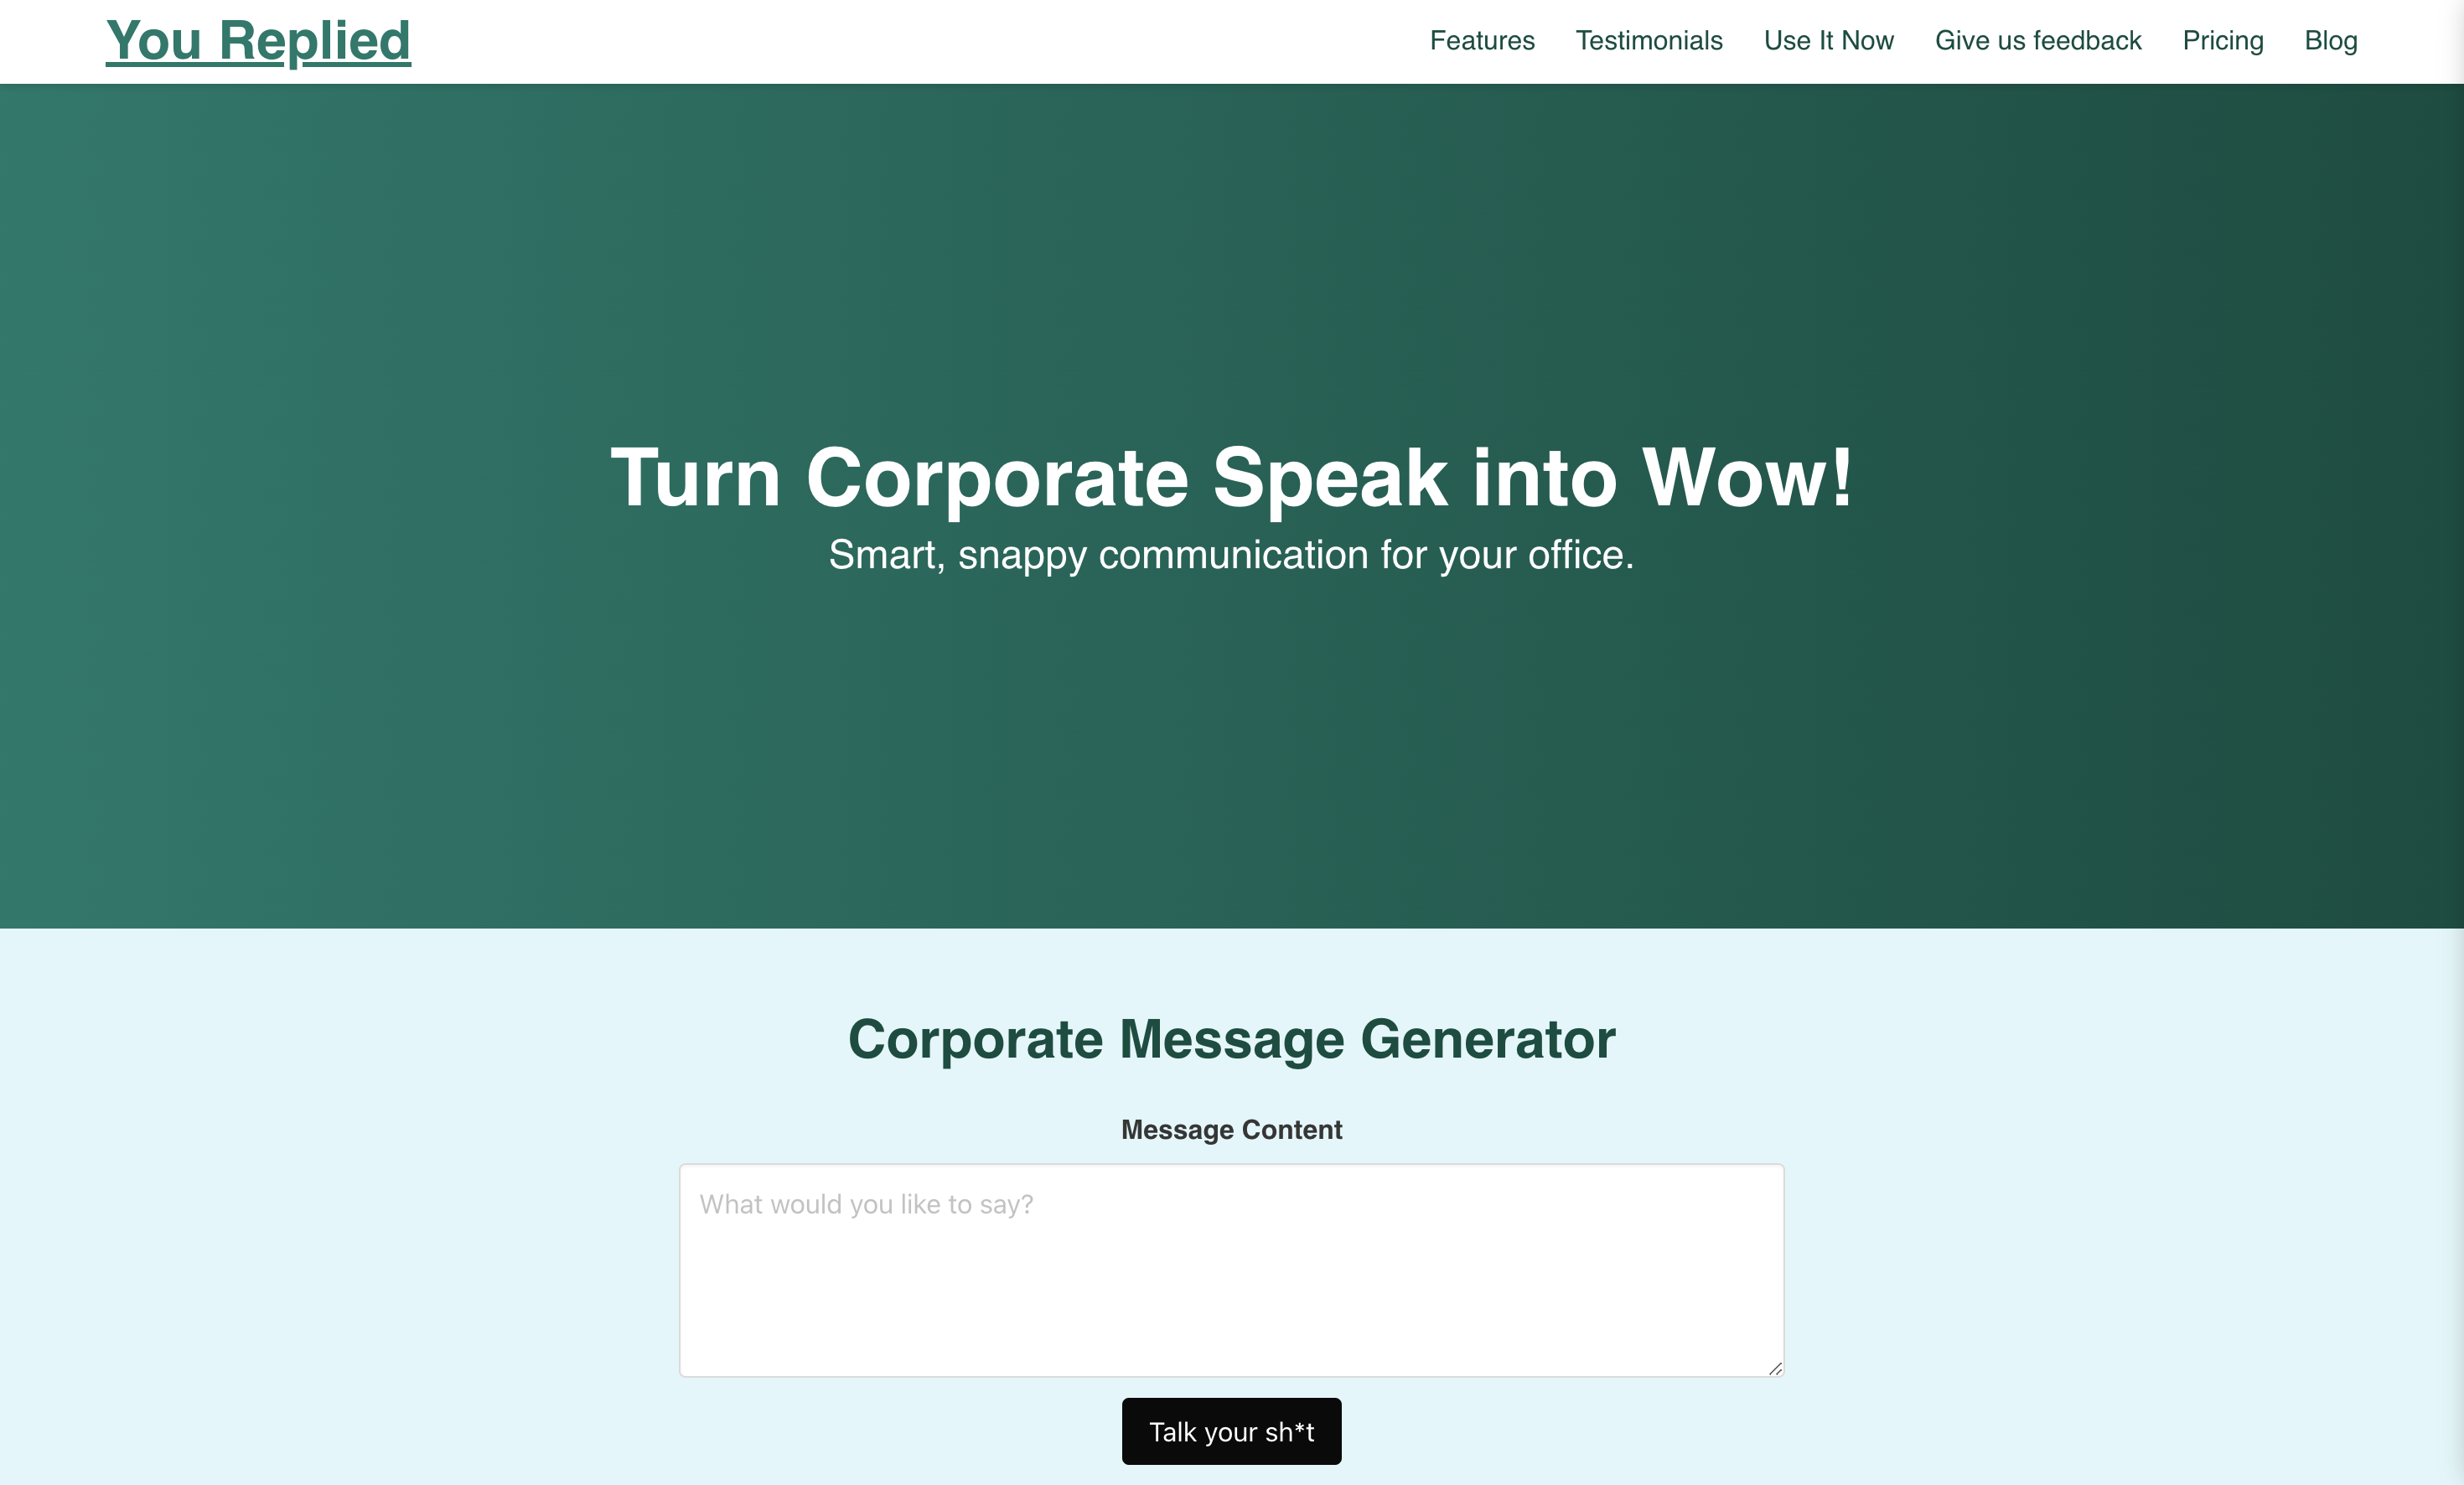 You Replied
Features Testimonials Use It Now Give us feedback Pricing Blog
Turn Corporate Speak into Wow!
Smart, snappy communication for your office.
Corporate Message Generator
Message Content
What would you like to say?
Talk your sh*t